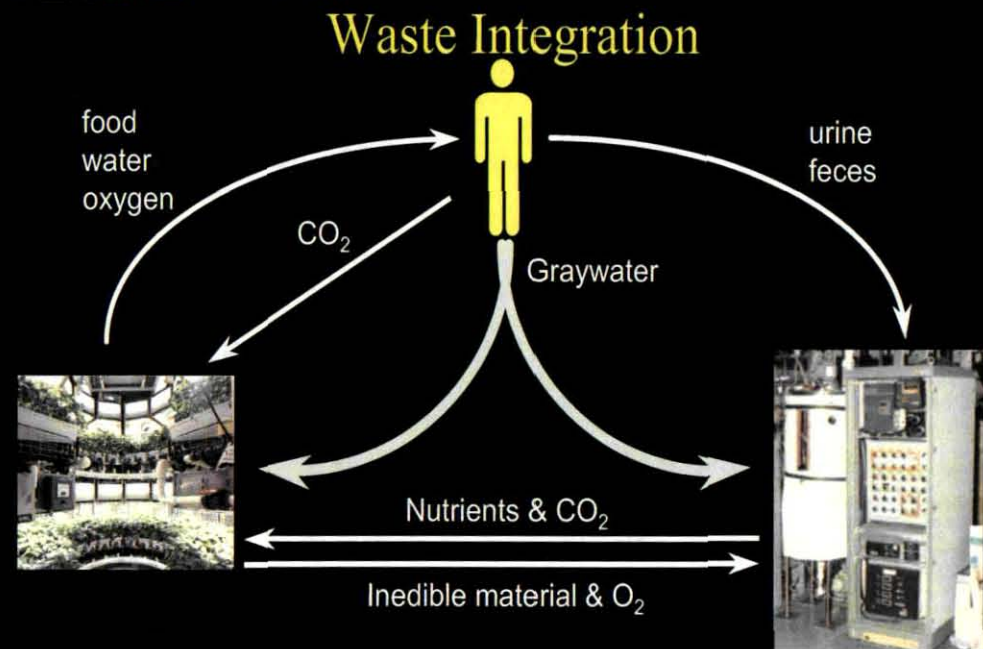 Waste Integration
food
water
oxygen
urine
feces
CO₂
Graywater
Nutrients & CO₂
Inedible material & O₂